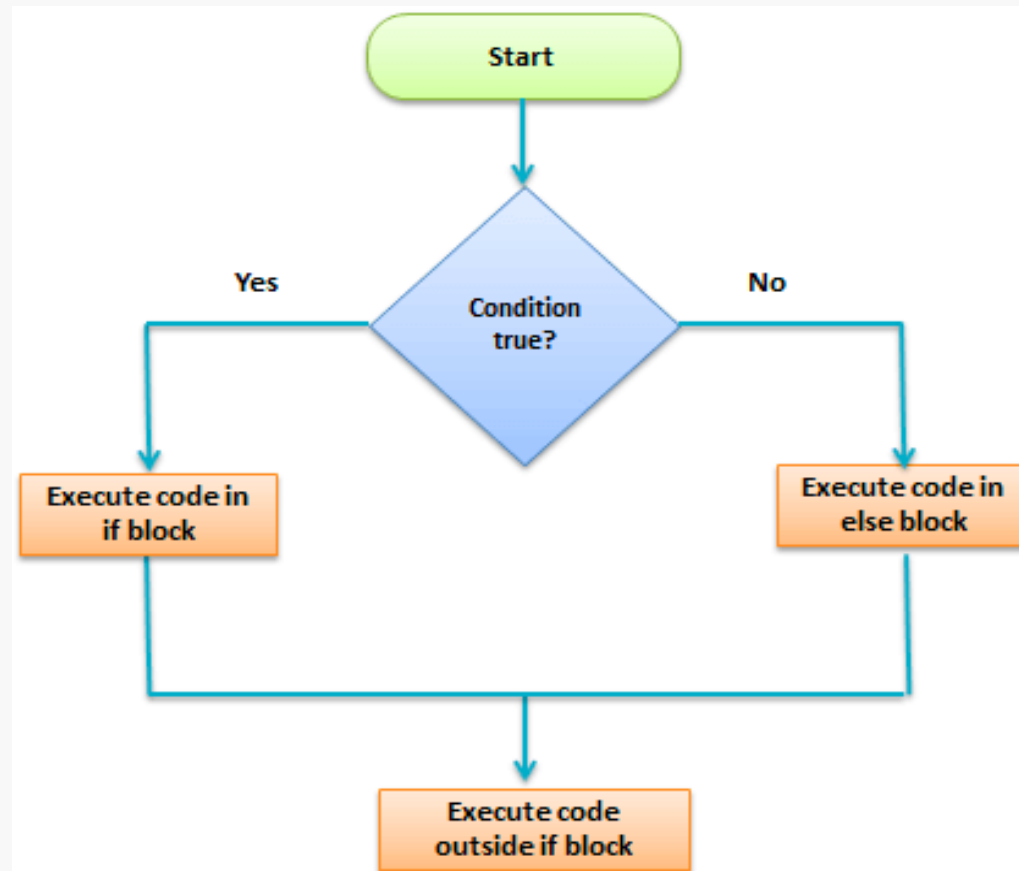 Start
Yes
No
Condition
true?
Execute code in
if block
Execute code in
else block
Execute code
outside if block